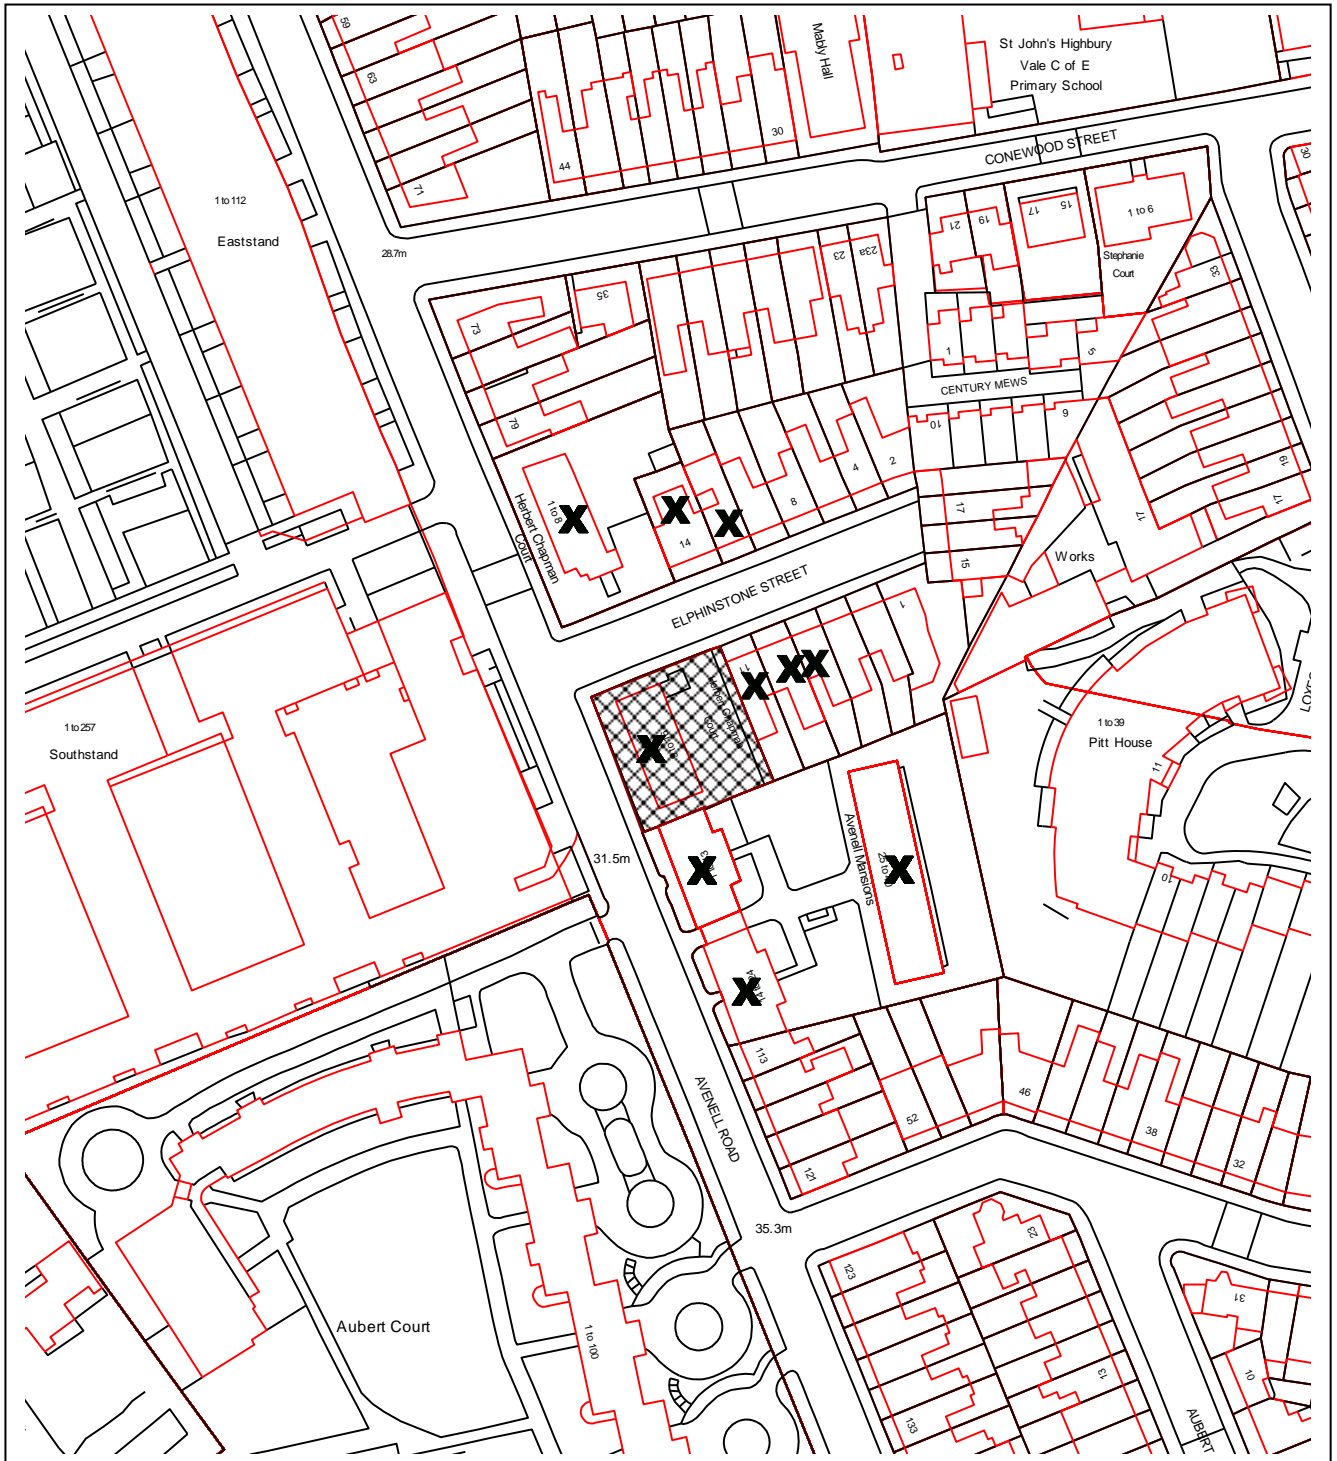 59
63
71
44
30
Mably Hall
St John's Highbury
Vale C of E
Primary School
CONEWOOD STREET
30
1 to 112
Eaststand
28.7m
21
19
17
15
1 to 9
Stephanie
Court
33
73
35
23
23a
79
1
5
CENTURY MEWS
10
6
19
17
17
Herbert Chapman
Court
1 to 8
X
X
X
14
8
4
2
17
15
Works
ELPHINSTONE STREET
1
X
X
X
7
Court
X
1 to 257
Southstand
1 to 39
Pitt House
11
10
31.5m
X
Avenell Mansions
X
X
113
121
52
46
38
32
AVENELL ROAD
35.3m
Aubert Court
1 to 100
123
133
23
13
31
10
AUBERT